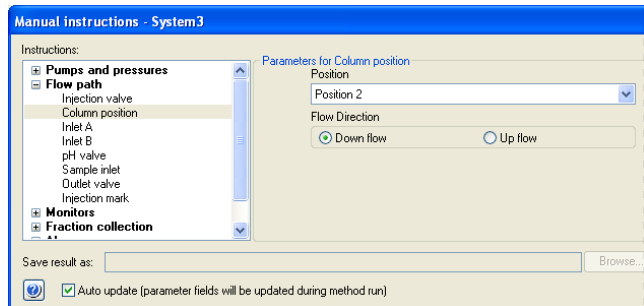 Manual instructions - System3
Instructions:
Pumps and pressures
Flow path
Injection valve
Column position
Inlet A
Inlet B
pH valve
Sample inlet
Outlet valve
Injection mark
Monitors
Fraction collection
Parameters for Column position
Position
Position 2
Flow Direction
Down flow
Up flow
Save result as:
Browse...
Auto update (parameter fields will be updated during method run)